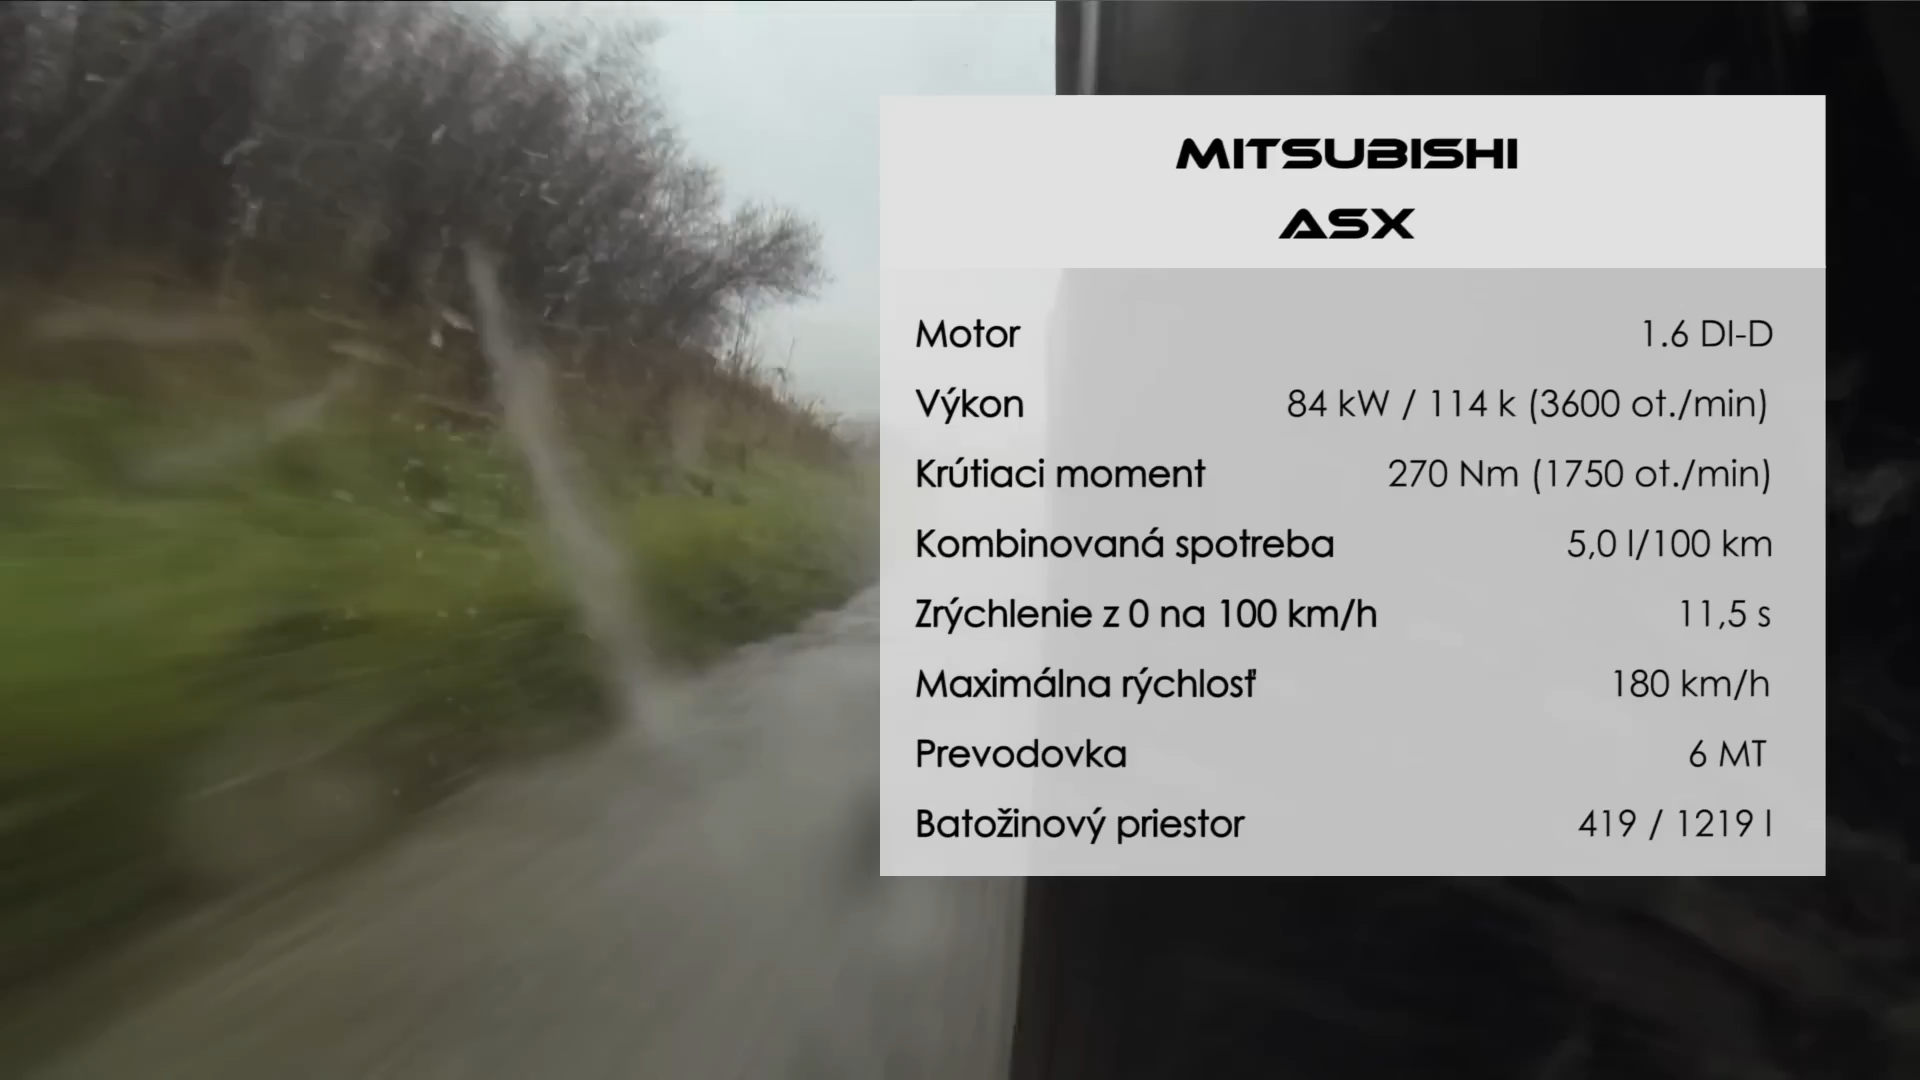 MITSUBISHI
ASX
Motor 1.6 DI-D
Výkon 84 kW / 114 k (3600 ot./min)
Krútiaci moment 270 Nm (1750 ot./min)
Kombinovaná spotreba 5,0 l/100 km
Zrýchlenie z 0 na 100 km/h 11,5 s
Maximálna rýchlosť 180 km/h
Prevodovka 6 MT
Batožinový priestor 419 / 1219 l